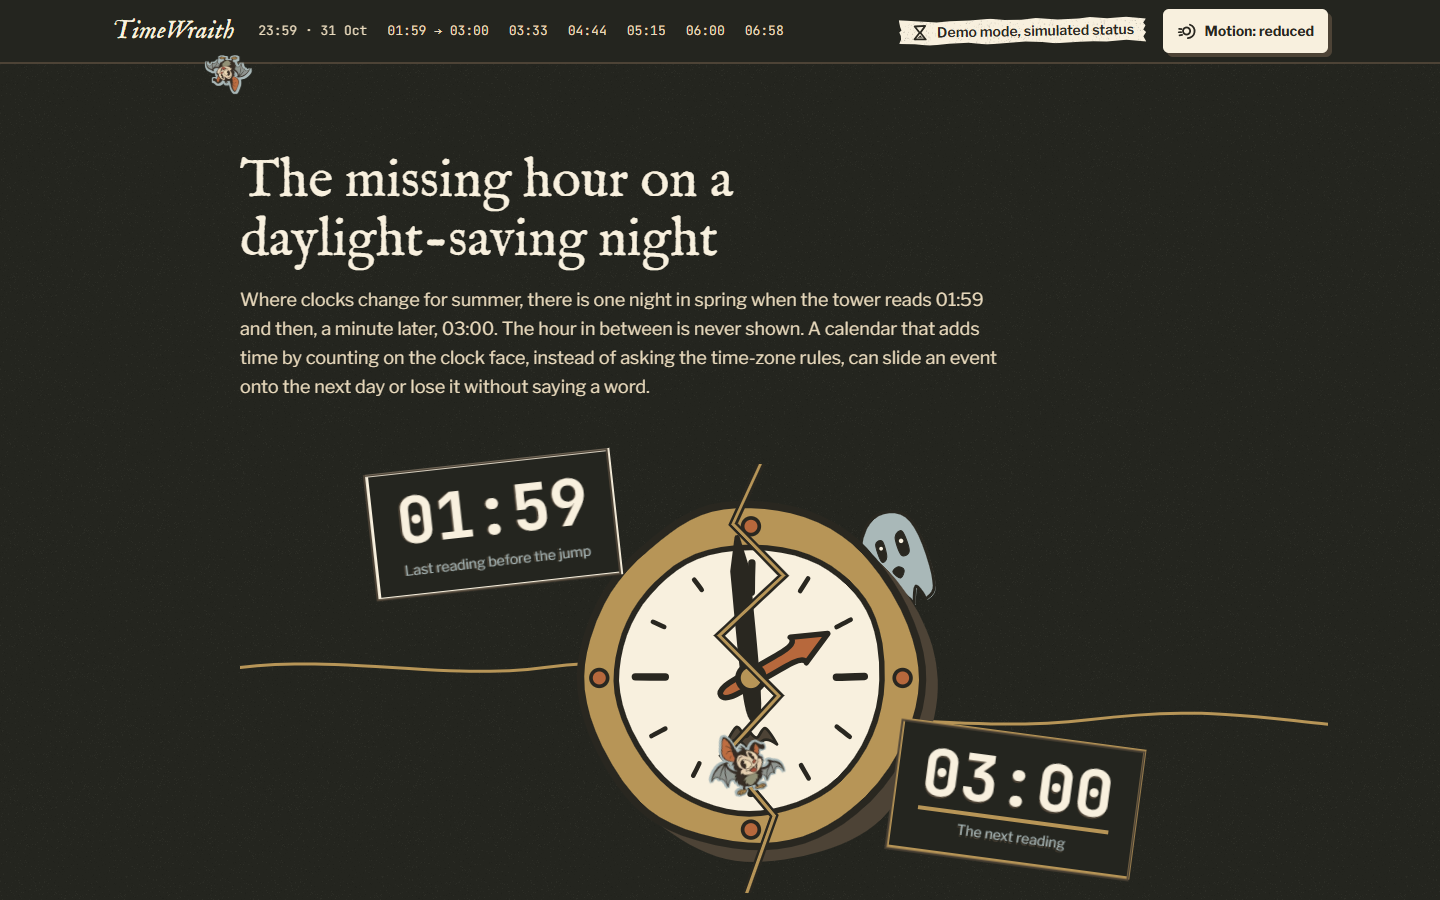 TimeWraith 23:59 · 31 Oct 01:59 → 03:00 03:33 04:44 05:15 06:00 06:58 Demo mode, simulated status Motion: reduced
The missing hour on a
daylight-saving night
Where clocks change for summer, there is one night in spring when the tower reads 01:59
and then, a minute later, 03:00. The hour in between is never shown. A calendar that adds
time by counting on the clock face, instead of asking the time-zone rules, can slide an event
onto the next day or lose it without saying a word.
01:59
Last reading before the jump
03:00
The next reading